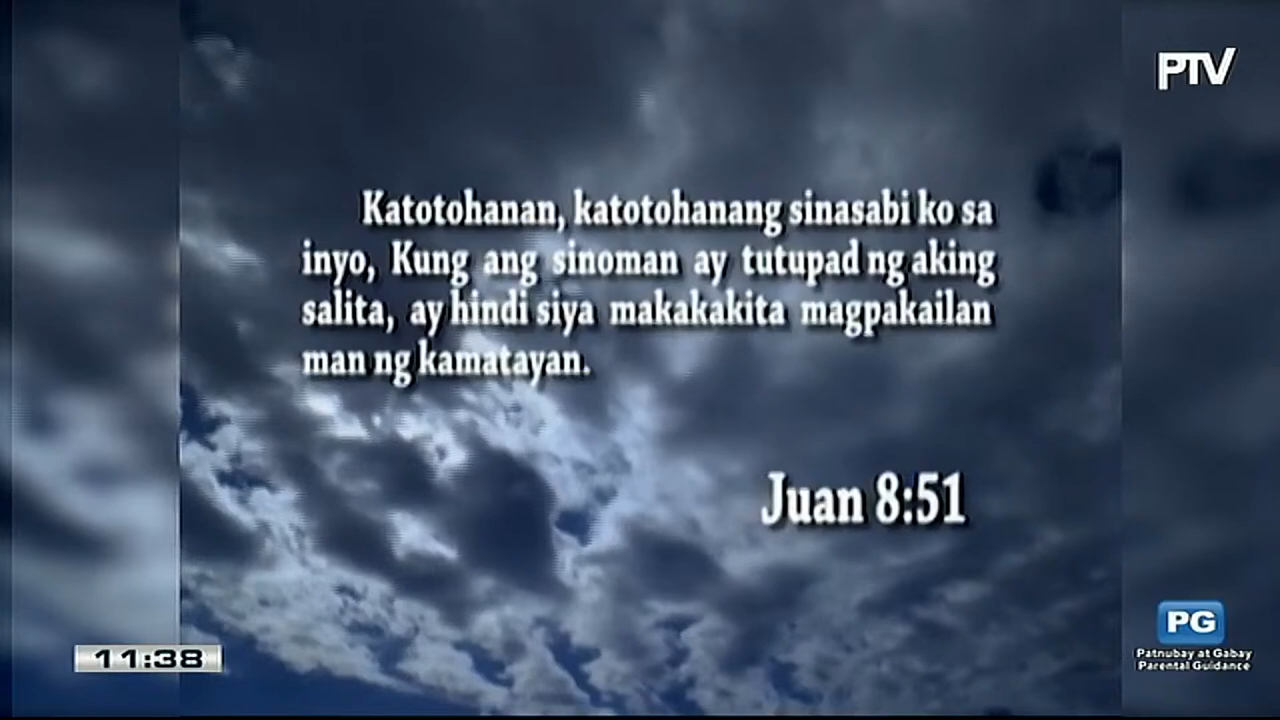 PTV
Katotohanan, katotohanang sinasabi ko sa
inyo, Kung ang sinoman ay tutupad ng aking
salita, ay hindi siya makakakita magpakailan
man ng kamatayan.
Juan 8:51
PG
Patnubay at Gabay
Parental Guidance
11:38